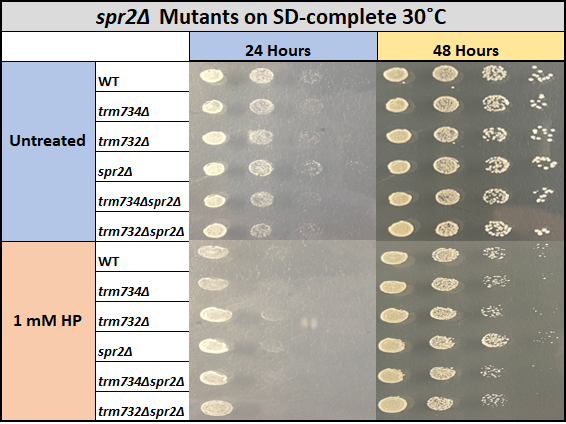 spr2Δ Mutants on SD-complete 30˚C
24 Hours
48 Hours
Untreated
WT
trm734Δ
trm732Δ
spr2Δ
trm734Δspr2Δ
trm732Δspr2Δ
1 mM HP
WT
trm734Δ
trm732Δ
spr2Δ
trm734Δspr2Δ
trm732Δspr2Δ